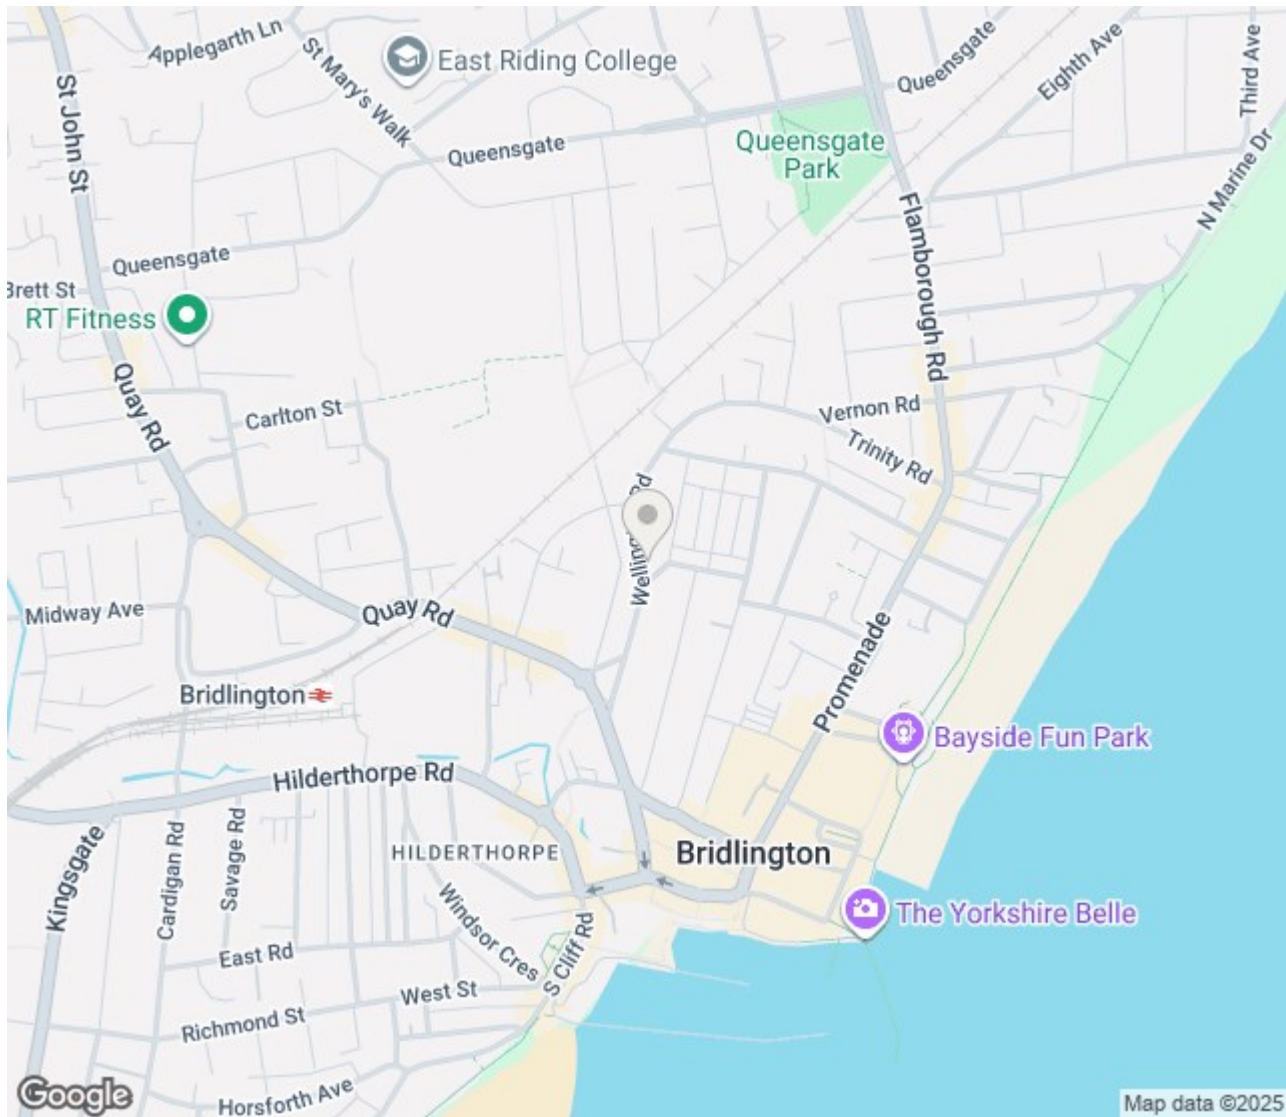 Applegarth Ln
St Mary's Walk
East Riding College
Queensgate
Eighth Ave
Third Ave
St John St
Queensgate
Queensgate
Park
N Marine Dr
Flamborough Rd
Queensgate
Brett St
RT Fitness
Quay Rd
Carlton St
Vernon Rd
Trinity Rd
Midway Ave
Quay Rd
Bridlington
Promenade
Bayside Fun Park
Hilderthorpe Rd
Kingsgate
Cardigan Rd
Savage Rd
HILDERTHORPE
Bridlington
The Yorkshire Belle
Windsor Cres
S Cliff Rd
East Rd
West St
Richmond St
Horsforth Ave
Google
Map data ©2025